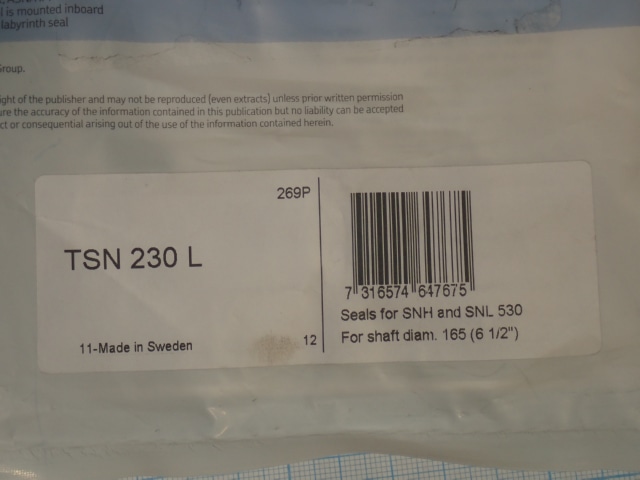 l is mounted inboard
labyrinth seal
Group.
ight of the publisher and may not be reproduced (even extracts) unless prior written permission
ure the accuracy of the information contained in this publication but no liability can be accepted
ct or consequential arising out of the use of the information contained herein.
269P
TSN 230 L
11-Made in Sweden
12
7 316574 647675
Seals for SNH and SNL 530
For shaft diam. 165 (6 1/2")